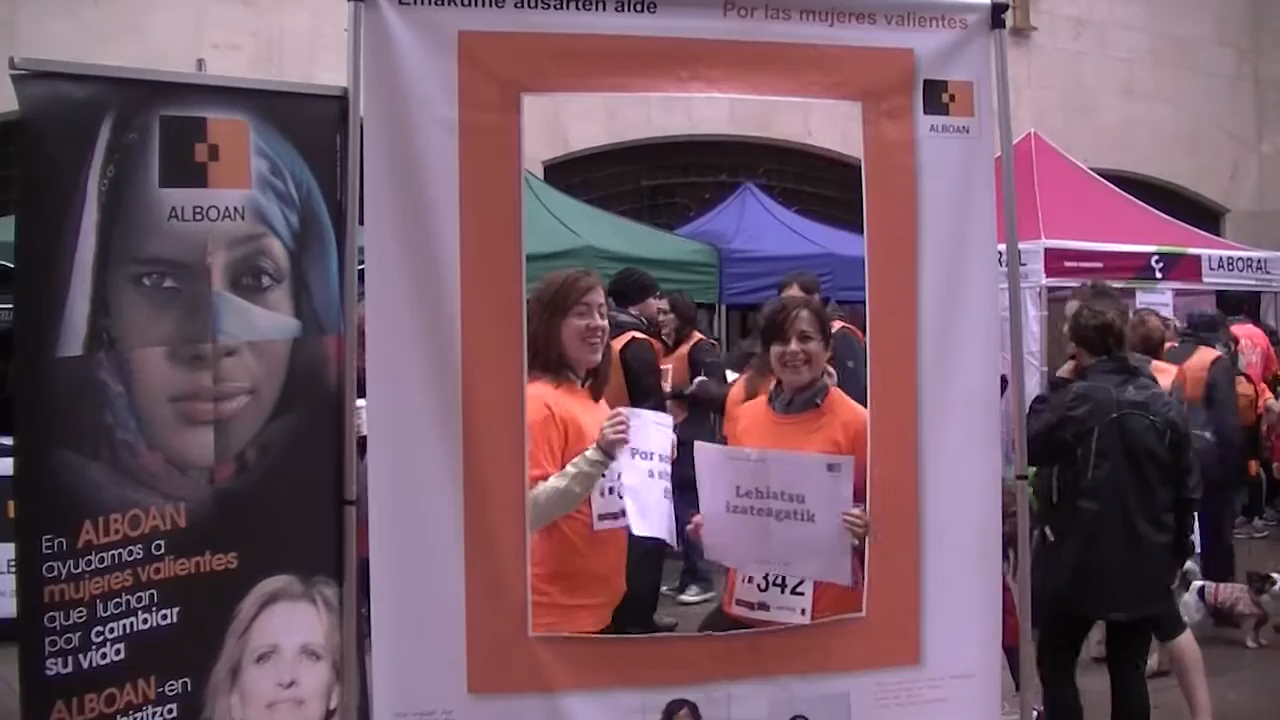 Emakume ausarten alde
Por las mujeres valientes
ALBOAN
ALBOAN
LABORAL
Por
a
Lehiatsu
izateagatik
342
LABORAL
En ALBOAN
ayudamos a
mujeres valientes
que luchan
por cambiar
su vida
ALBOAN-en